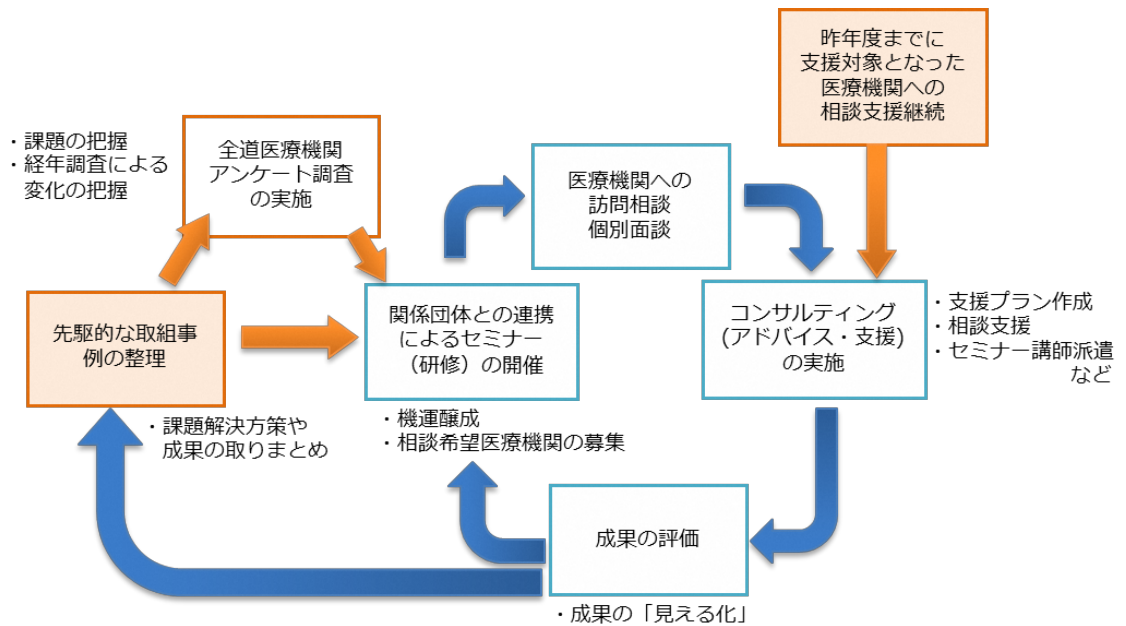 昨年度までに
支援対象となった
医療機関への
相談支援継続
・課題の把握
・経年調査による
変化の把握
全道医療機関
アンケート調査
の実施
医療機関への
訪問相談
個別面談
先駆的な取組事
例の整理
・課題解決方策や
成果の取りまとめ
関係団体との連携
によるセミナー
（研修）の開催
・機運醸成
・相談希望医療機関の募集
コンサルティング
(アドバイス・支援)
の実施
・支援プラン作成
・相談支援
・セミナー講師派遣
など
成果の評価
・成果の「見える化」